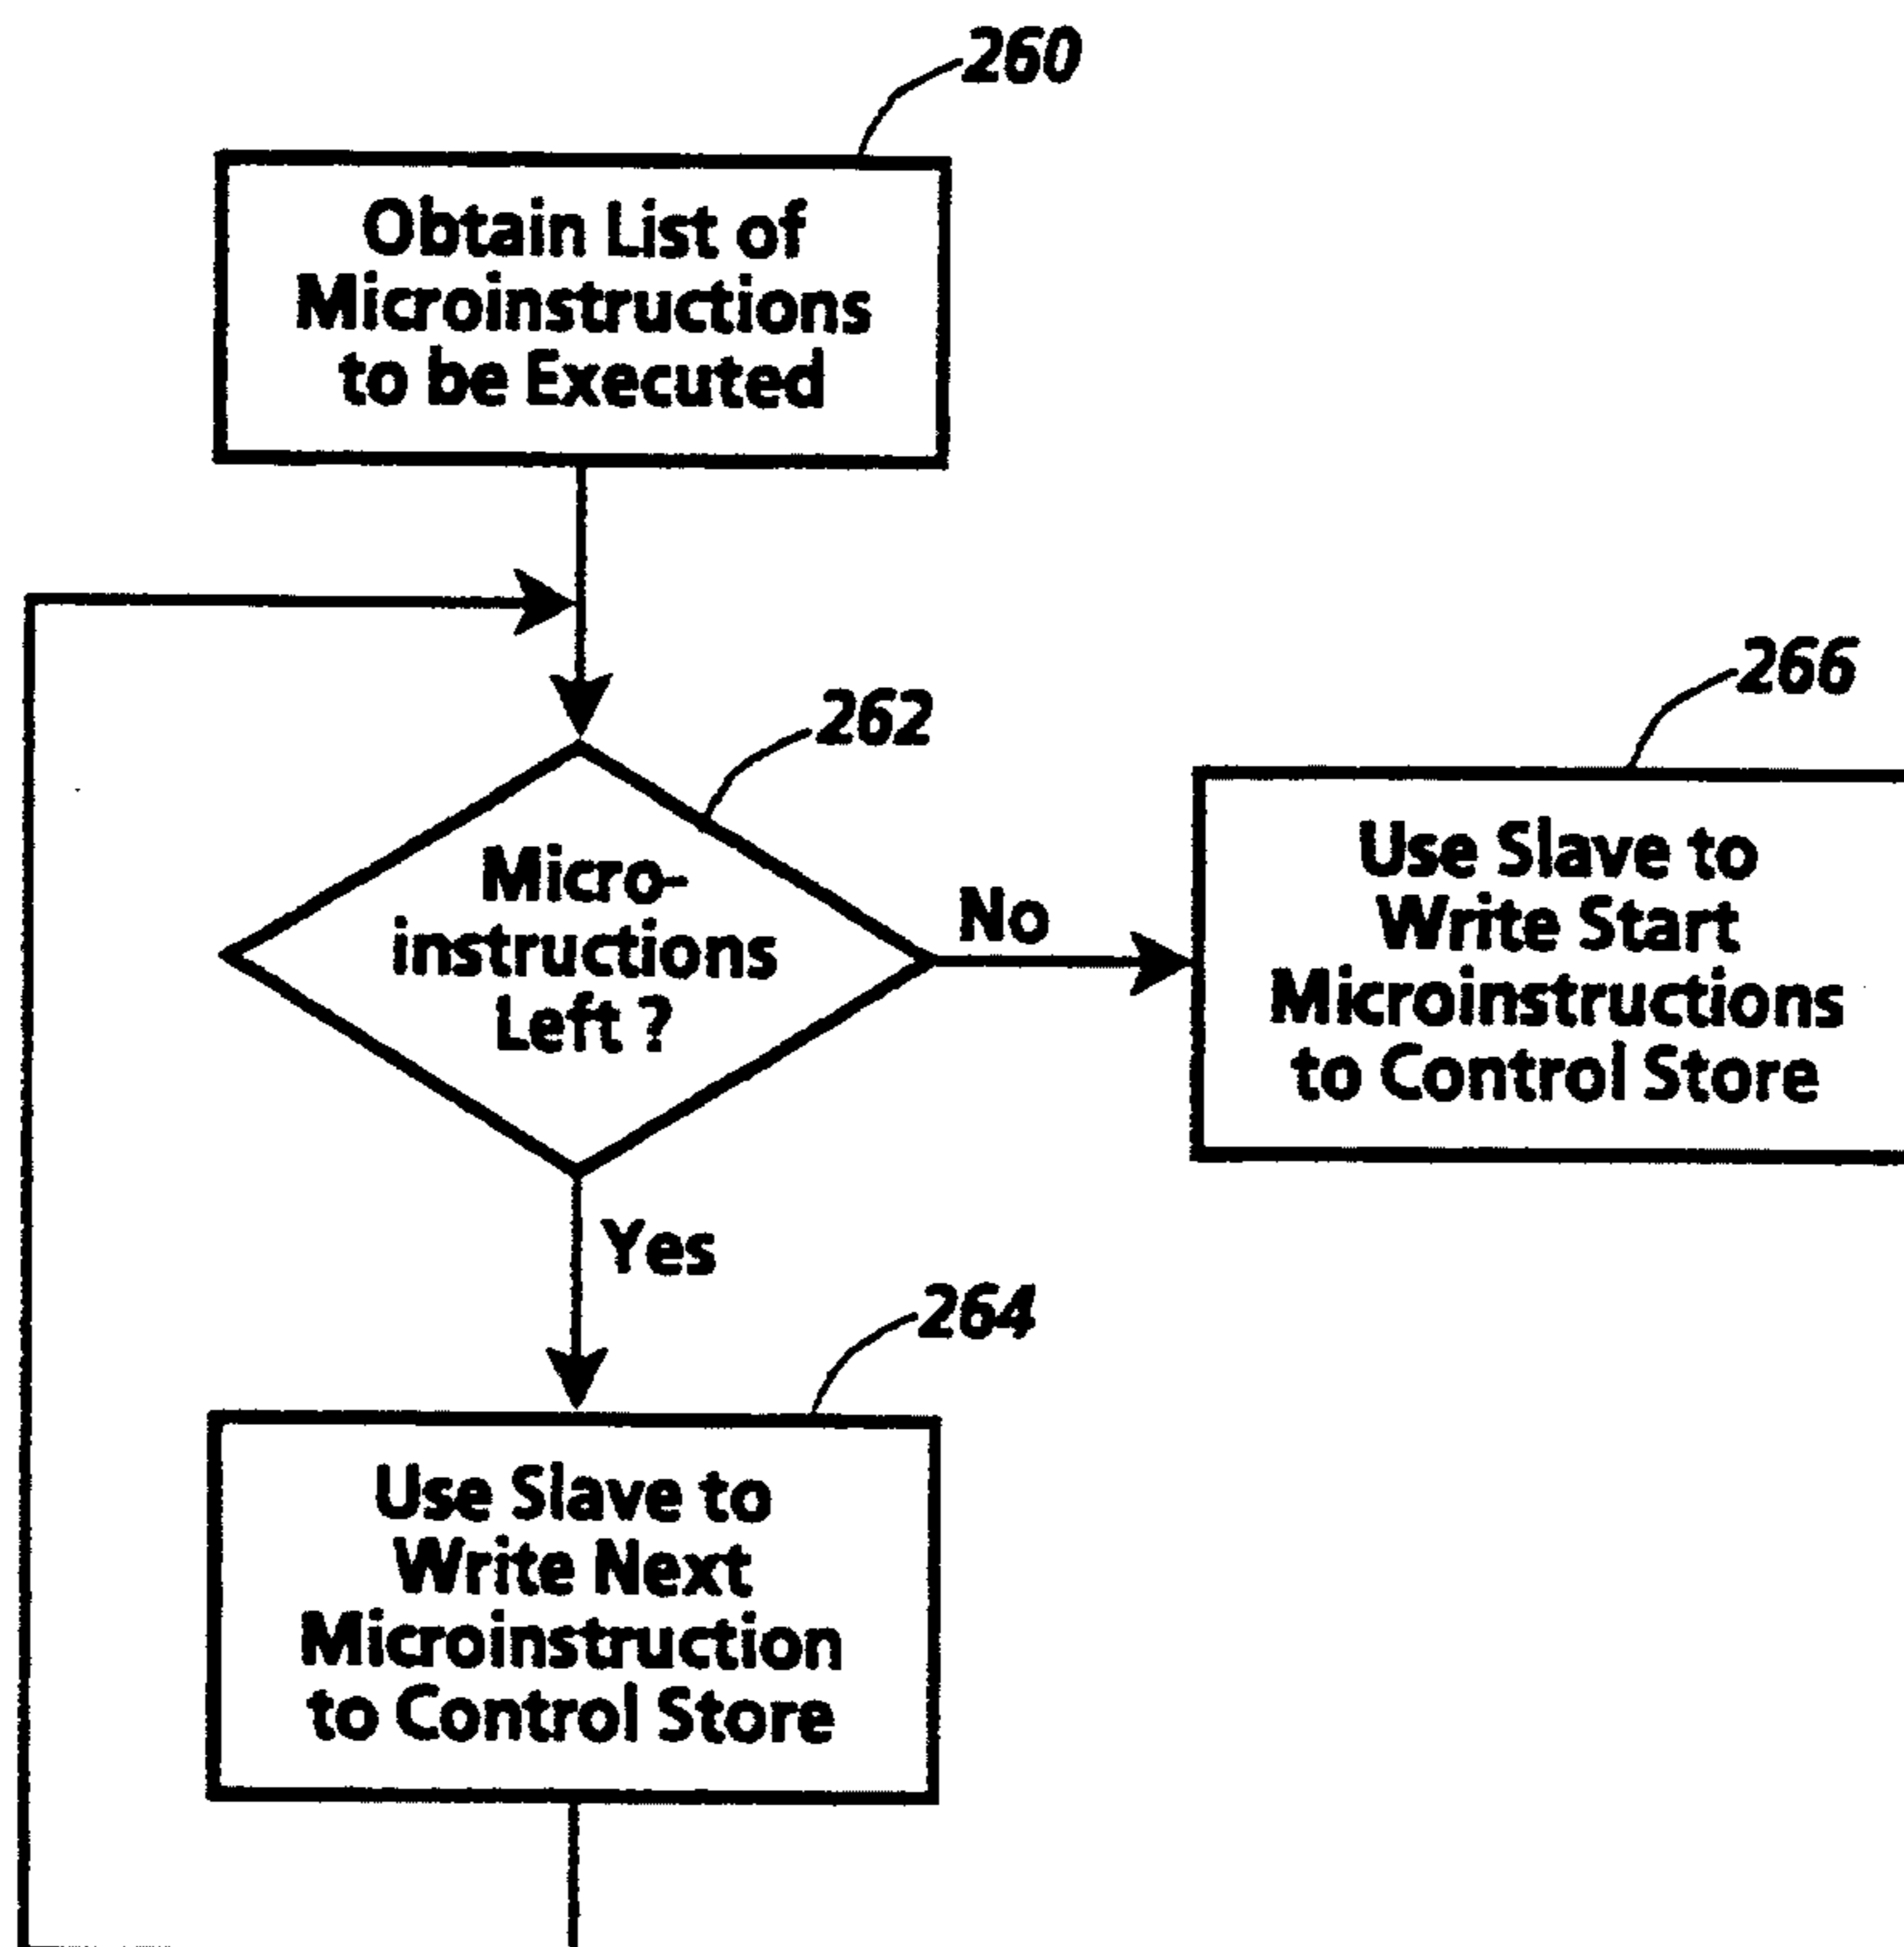 260
Obtain List of
Microinstructions
to be Executed
262
Micro-
instructions
Left ?
No
266
Use Slave to
Write Start
Microinstructions
to Control Store
Yes
264
Use Slave to
Write Next
Microinstruction
to Control Store